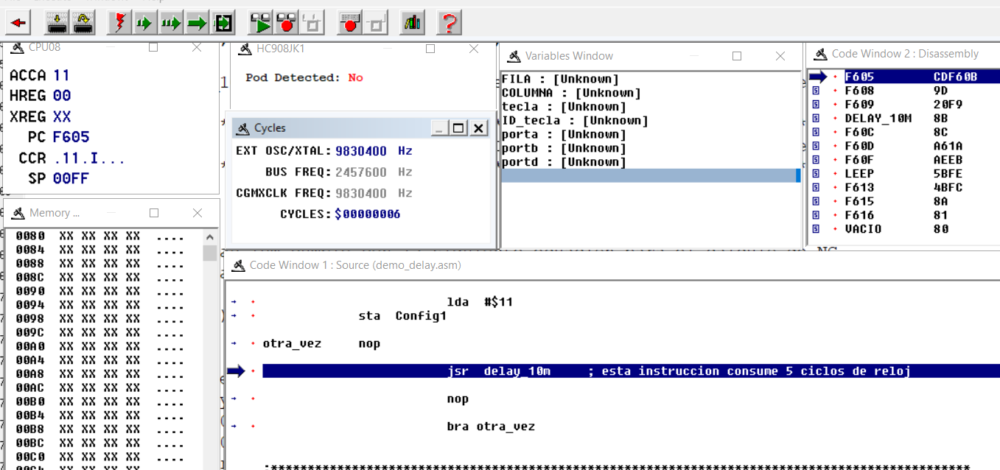 CPU08
ACCA 11
HREG 00
XREG XX
PC F605
CCR .11.I...
SP 00FF
HC908JK1
Pod Detected: No
Cycles
EXT OSC/XTAL: 9830400 Hz
BUS FREQ: 2457600 Hz
CGMXCLK FREQ: 9830400 Hz
CYCLES: $00000006
Variables Window
FILA : [Unknown]
COLUMNA : [Unknown]
tecla : [Unknown]
ID_tecla : [Unknown]
porta : [Unknown]
portb : [Unknown]
portd : [Unknown]
Code Window 2 : Disassembly
F605 CDF60B
F608 9D
F609 20F9
DELAY_10M 8B
F60C 8C
F60D A61A
F60F AEEB
LEEP 5BFE
F613 4BFC
F615 8A
F616 81
VACIO 80
Memory ...
0080 XX XX XX XX ....
0084 XX XX XX XX ....
0088 XX XX XX XX ....
008C XX XX XX XX ....
0090 XX XX XX XX ....
0094 XX XX XX XX ....
0098 XX XX XX XX ....
009C XX XX XX XX ....
00A0 XX XX XX XX ....
00A4 XX XX XX XX ....
00A8 XX XX XX XX ....
00AC XX XX XX XX ....
00B0 XX XX XX XX ....
00B4 XX XX XX XX ....
00B8 XX XX XX XX ....
00BC XX XX XX XX ....
00C0 XX XX XX XX ....
00C4 XX XX XX XX ....
Code Window 1 : Source (demo_delay.asm)
lda #$11
sta Config1
otra_vez nop
jsr delay_10m ; esta instruccion consume 5 ciclos de reloj
nop
bra otra_vez